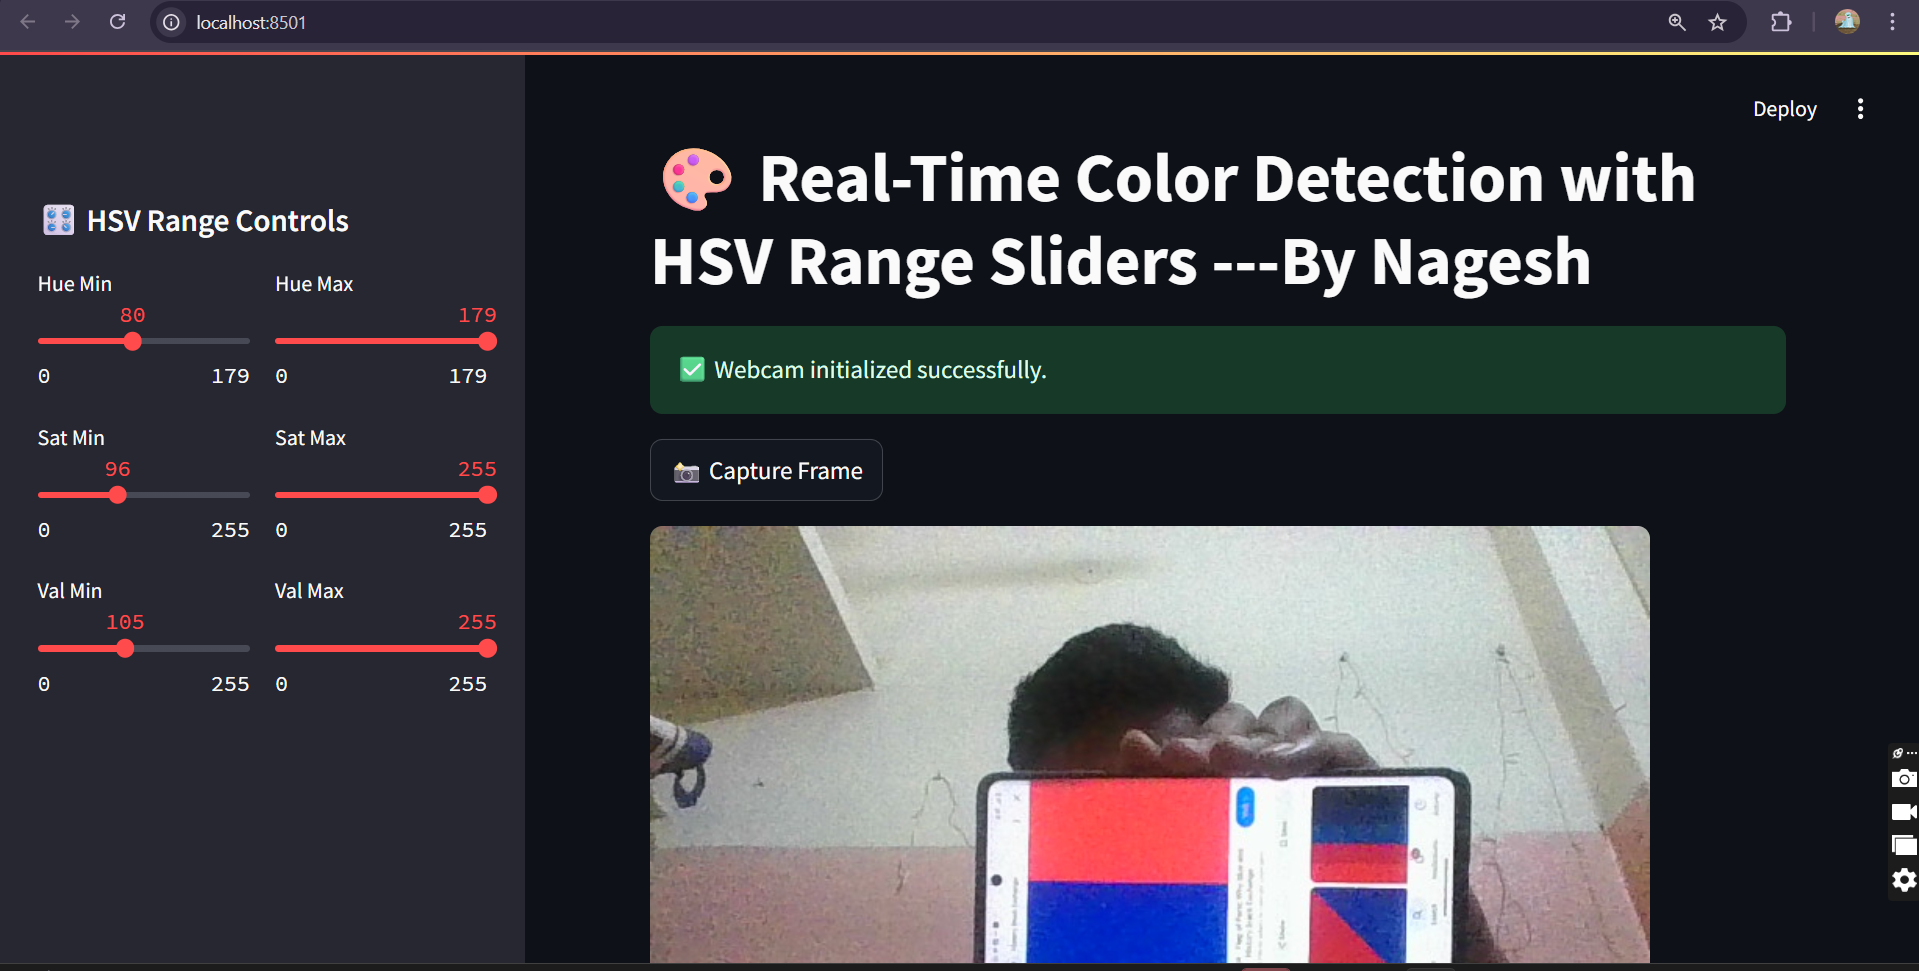 localhost:8501
Deploy
HSV Range Controls
Hue Min
Hue Max
80
179
0
179
0
179
Sat Min
Sat Max
96
255
0
255
0
255
Val Min
Val Max
105
255
0
255
0
255
Real-Time Color Detection with
HSV Range Sliders ---By Nagesh
Webcam initialized successfully.
Capture Frame